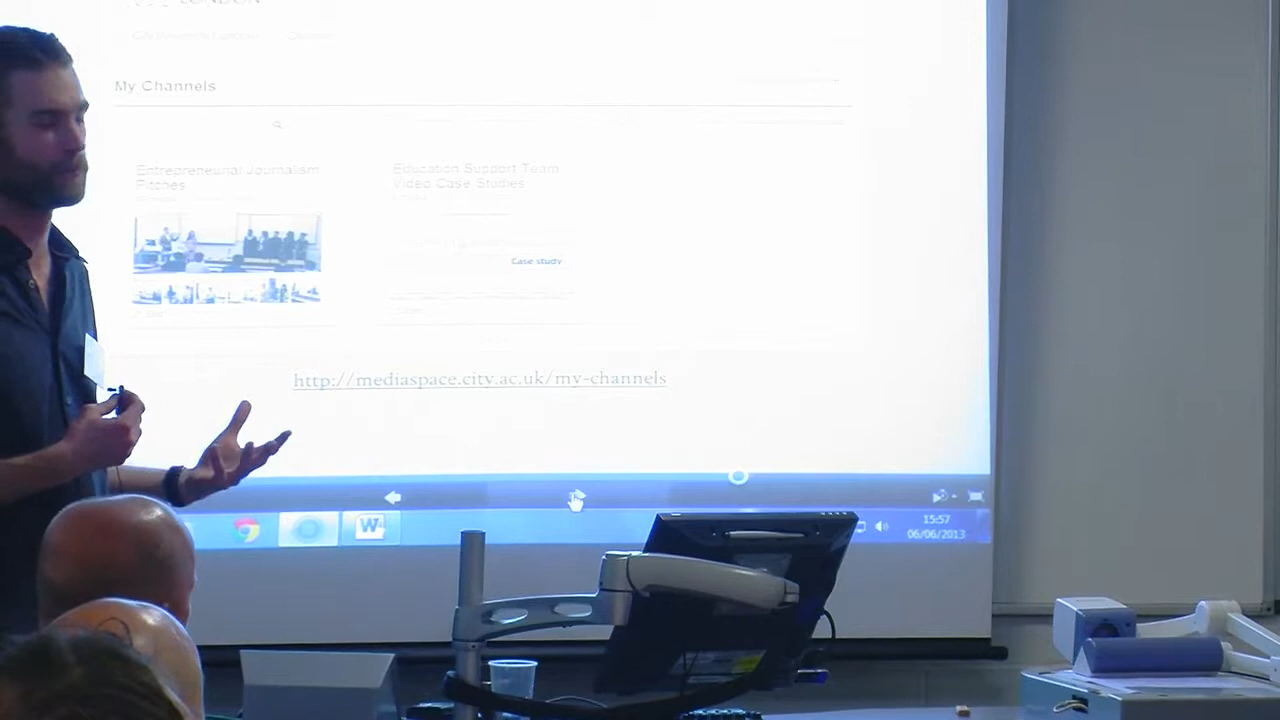 LONDON
My Channels
Entrepreneurial Journalism
Pitches
Education Support Team
Video Case Studies
Case study
http://mediaspace.city.ac.uk/my-channels
W
15:57
06/06/2013